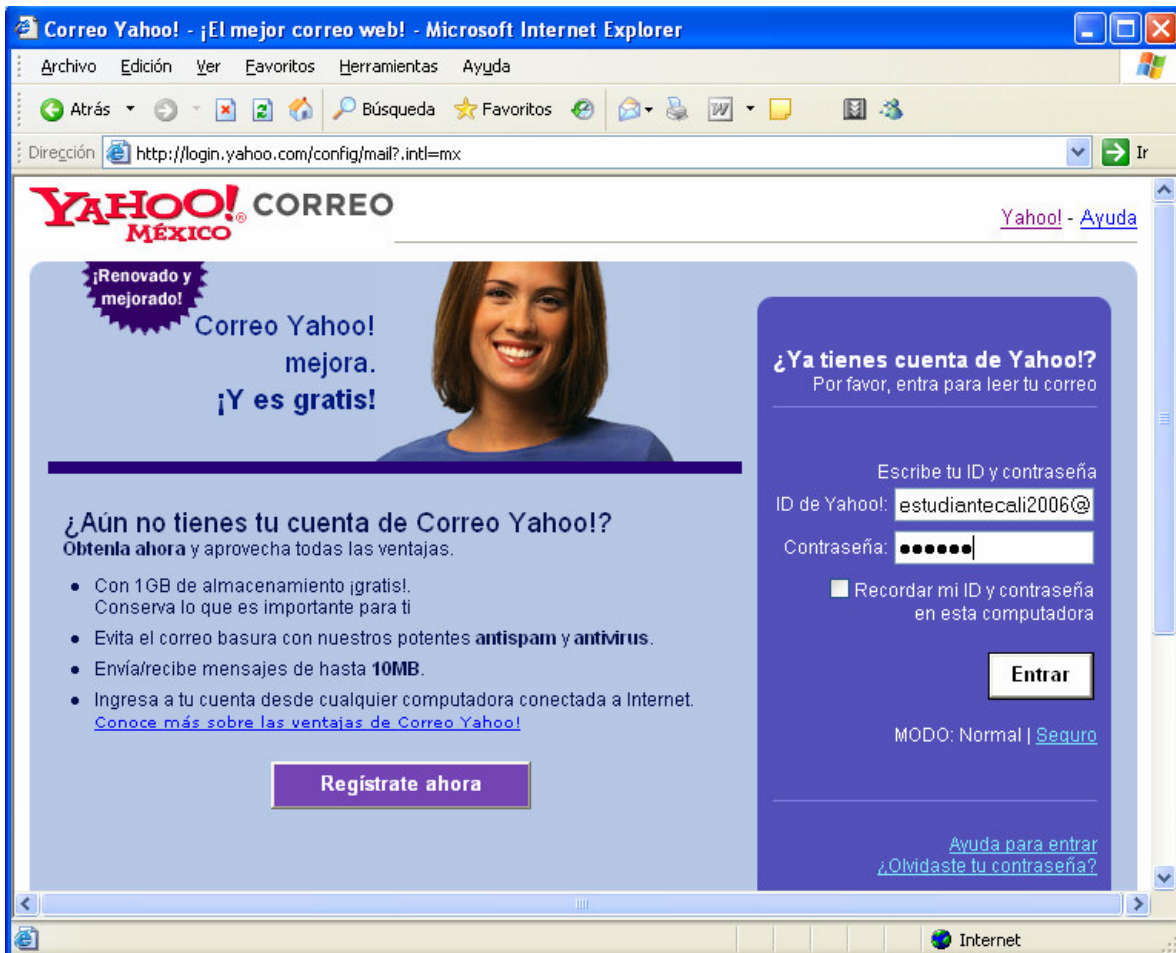 Correo Yahoo! - ¡El mejor correo web! - Microsoft Internet Explorer
Archivo Edición Ver Favoritos Herramientas Ayuda
Atrás Búsqueda Favoritos
Dirección http://login.yahoo.com/config/mail?.intl=mx Ir
YAHOO!® CORREO
MÉXICO
Yahoo! - Ayuda
¡Renovado y
mejorado!
Correo Yahoo!
mejora.
¡Y es gratis!
¿Aún no tienes tu cuenta de Correo Yahoo!?
Obtenla ahora y aprovecha todas las ventajas.
• Con 1GB de almacenamiento ¡gratis!.
Conserva lo que es importante para ti
• Evita el correo basura con nuestros potentes antispam y antivirus.
• Envía/recibe mensajes de hasta 10MB.
• Ingresa a tu cuenta desde cualquier computadora conectada a Internet.
Conoce más sobre las ventajas de Correo Yahoo!
Regístrate ahora
¿Ya tienes cuenta de Yahoo!?
Por favor, entra para leer tu correo
Escribe tu ID y contraseña
ID de Yahoo!: estudiantecali2006@
Contraseña: ●●●●●●
Recordar mi ID y contraseña
en esta computadora
Entrar
MODO: Normal | Seguro
Ayuda para entrar
¿Olvidaste tu contraseña?
Internet